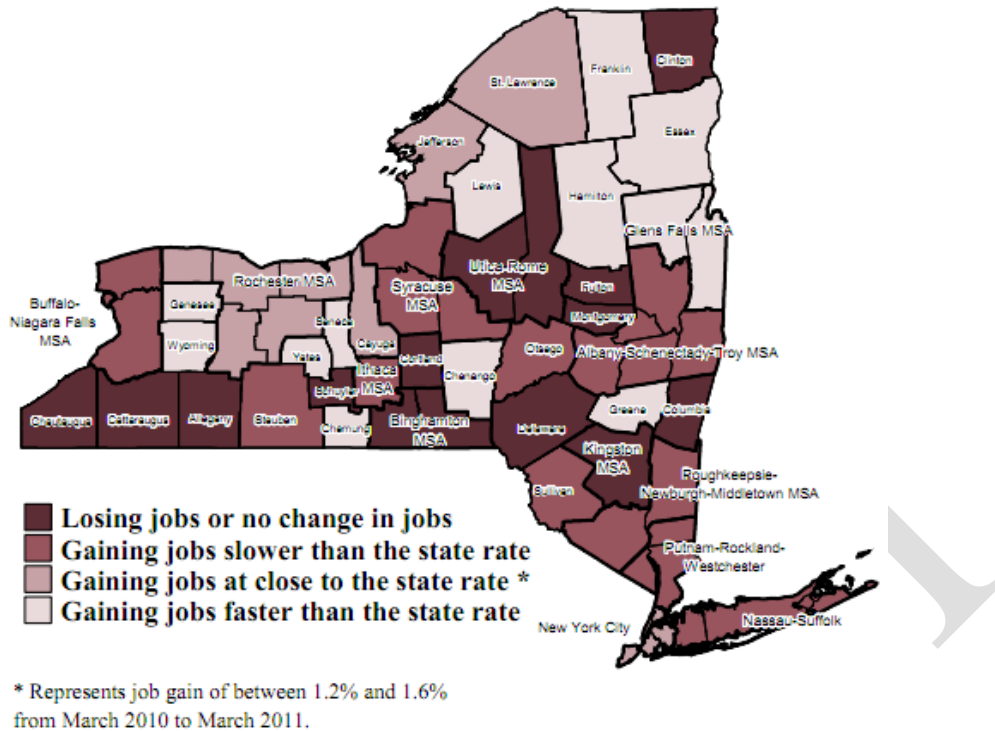 Clinton
Franklin
St. Lawrence
Essex
Jefferson
Lewis
Hamilton
Glens Falls MSA
Utica-Rome
MSA
Fulton
Montgomery
Rochester MSA
Syracuse
MSA
Genesee
Buffalo-
Niagara Falls
MSA
Wyoming
Seneca
Cayuga
Yates
Otsego
Albany-Schenectady-Troy MSA
Cortland
Ithaca
MSA
Chenango
Schuyler
Chautauqua
Cattaraugus
Allegany
Steuben
Chemung
Binghamton
MSA
Greene
Columbia
Delaware
Kingston
MSA
Sullivan
Poughkeepsie-
Newburgh-Middletown MSA
Losing jobs or no change in jobs
Gaining jobs slower than the state rate
Gaining jobs at close to the state rate *
Gaining jobs faster than the state rate
Putnam-Rockland-
Westchester
New York City
Nassau-Suffolk
* Represents job gain of between 1.2% and 1.6%
from March 2010 to March 2011.